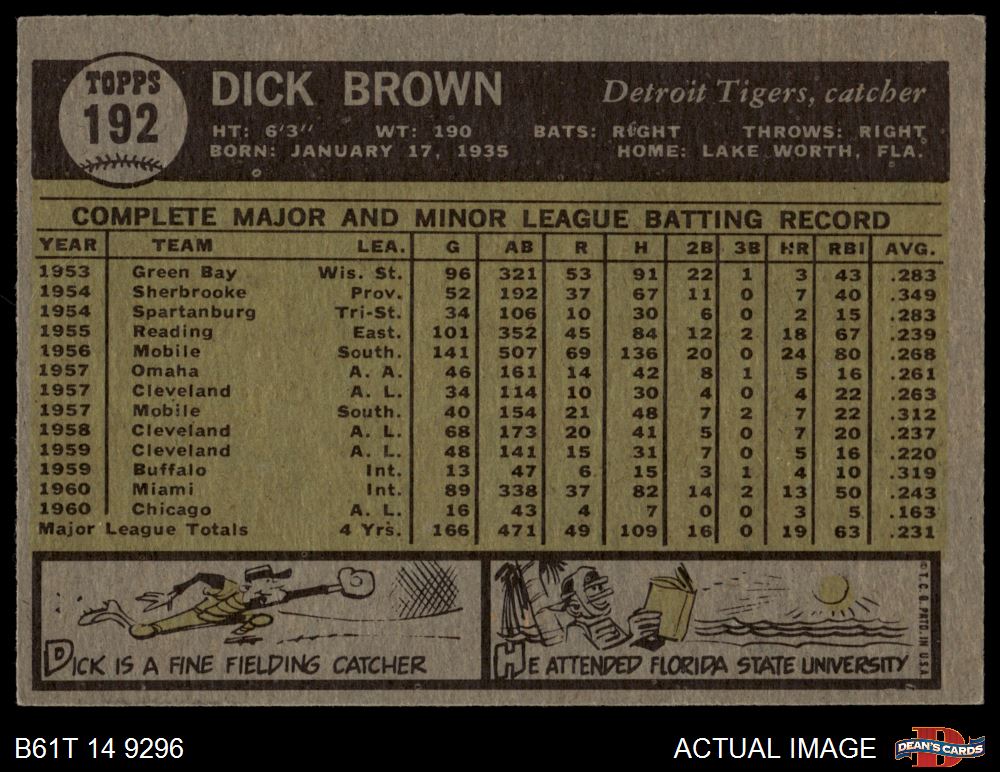 TOPPS
192
DICK BROWN
Detroit Tigers, catcher
HT: 6'3" WT: 190 BATS: RIGHT THROWS: RIGHT
BORN: JANUARY 17, 1935 HOME: LAKE WORTH, FLA.
COMPLETE MAJOR AND MINOR LEAGUE BATTING RECORD
YEAR TEAM LEA. G AB R H 2B 3B HR RBI AVG.
1953 Green Bay Wis. St. 96 321 53 91 22 1 3 43 .283
1954 Sherbrooke Prov. 52 192 37 67 11 0 7 40 .349
1954 Spartanburg Tri-St. 34 106 10 30 6 0 2 15 .283
1955 Reading East. 101 352 45 84 12 2 18 67 .239
1956 Mobile South. 141 507 69 136 20 0 24 80 .268
1957 Omaha A. A. 46 161 14 42 8 1 5 16 .261
1957 Cleveland A. L. 34 114 10 30 4 0 4 22 .263
1957 Mobile South. 40 154 21 48 7 2 7 22 .312
1958 Cleveland A. L. 68 173 20 41 5 0 7 20 .237
1959 Cleveland A. L. 48 141 15 31 7 0 5 16 .220
1959 Buffalo Int. 13 47 6 15 3 1 4 10 .319
1960 Miami Int. 89 338 37 82 14 2 13 50 .243
1960 Chicago A. L. 16 43 4 7 0 0 3 5 .163
Major League Totals 4 Yrs. 166 471 49 109 16 0 19 63 .231
DICK IS A FINE FIELDING CATCHER
HE ATTENDED FLORIDA STATE UNIVERSITY
© T. C. G. PRTD. IN U.S.A.
B61T 14 9296
ACTUAL IMAGE
DEAN'S CARDS